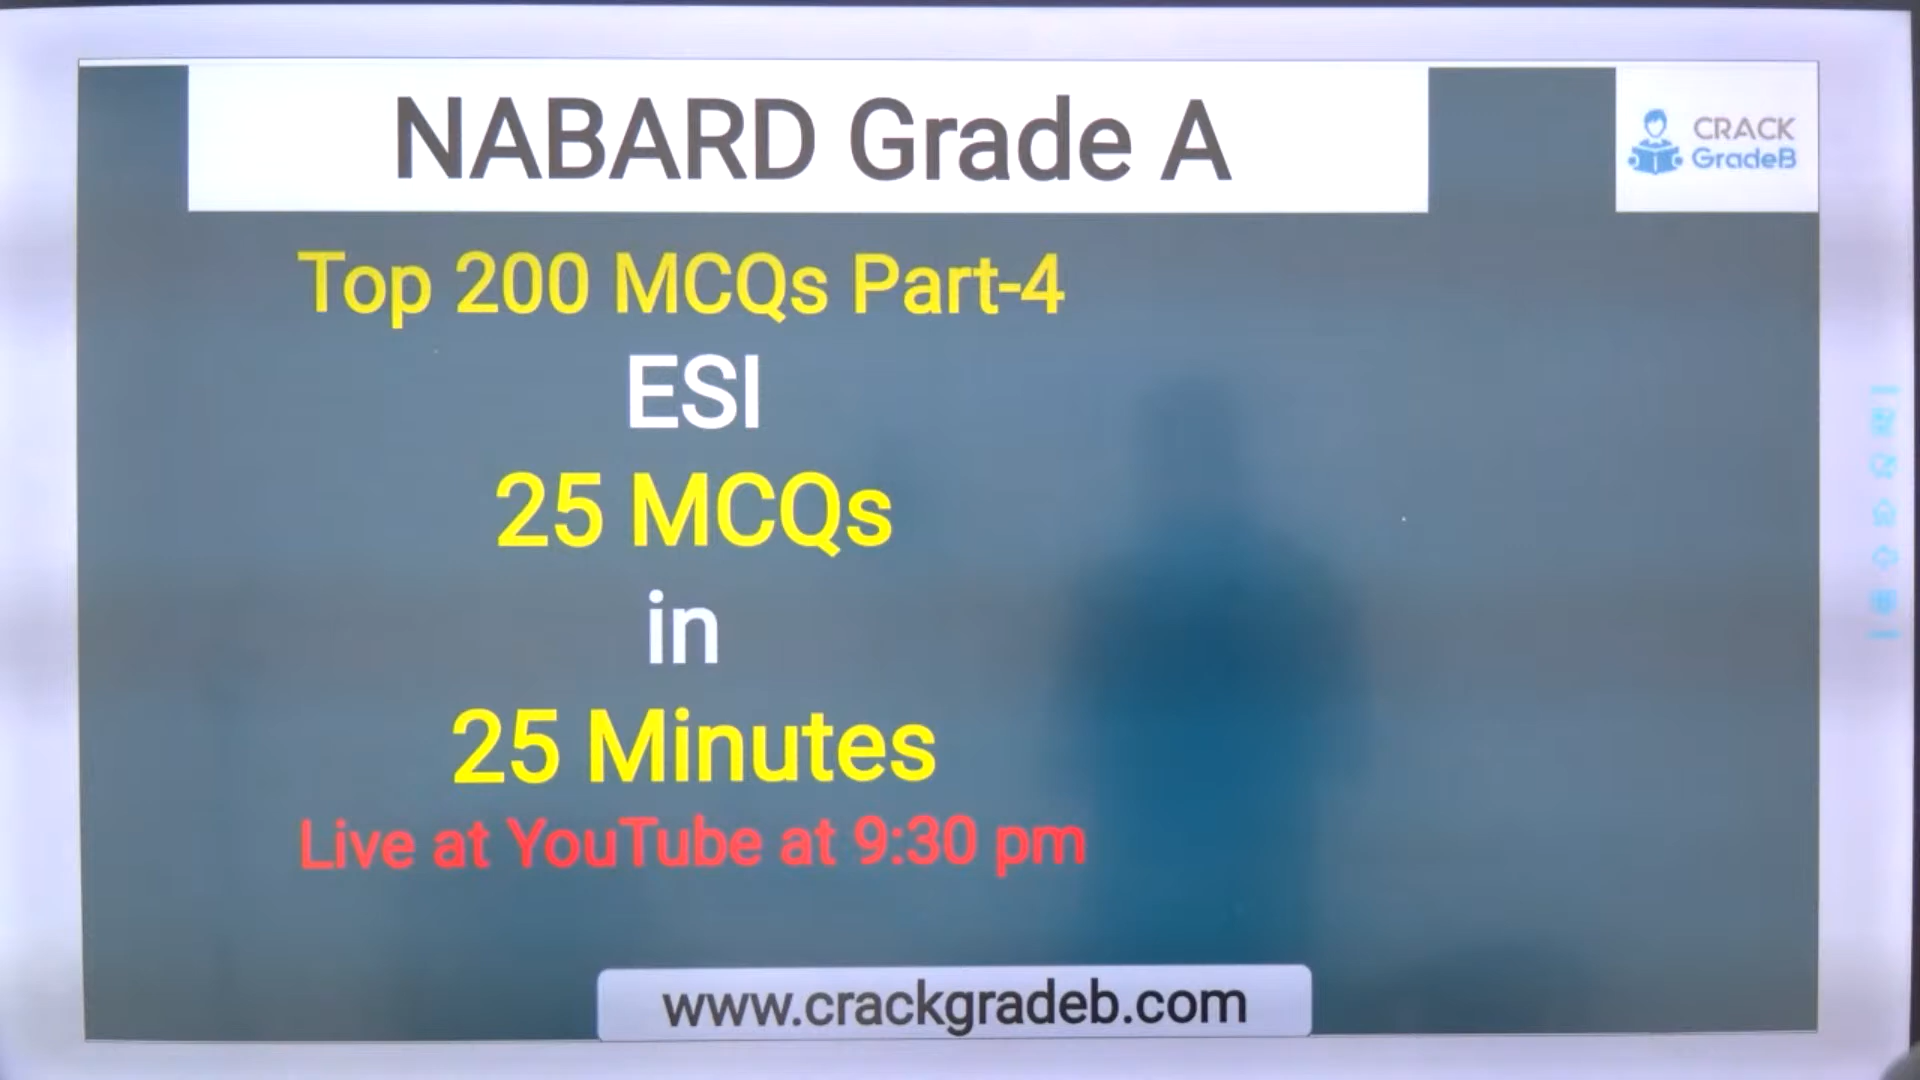 NABARD Grade A
CRACK
GradeB
Top 200 MCQs Part-4
ESI
25 MCQs
in
25 Minutes
Live at YouTube at 9:30 pm
www.crackgradeb.com